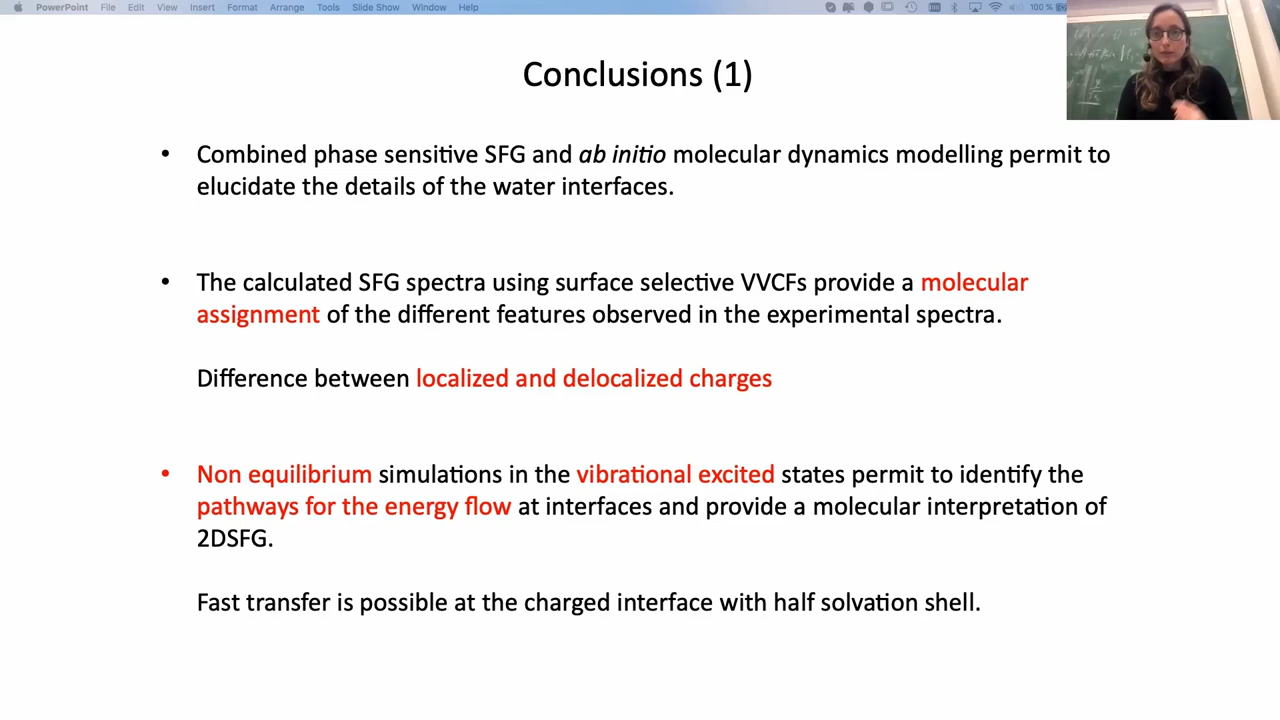 PowerPoint File Edit View Insert Format Arrange Tools Slide Show Window Help 100 %
Conclusions (1)
• Combined phase sensitive SFG and ab initio molecular dynamics modelling permit to
elucidate the details of the water interfaces.
• The calculated SFG spectra using surface selective VVCFs provide a molecular
assignment of the different features observed in the experimental spectra.
Difference between localized and delocalized charges
• Non equilibrium simulations in the vibrational excited states permit to identify the
pathways for the energy flow at interfaces and provide a molecular interpretation of
2DSFG.
Fast transfer is possible at the charged interface with half solvation shell.